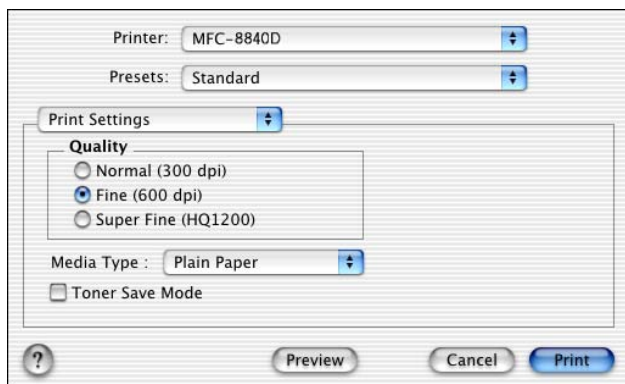 Printer: MFC-8840D
Presets: Standard
Print Settings
Quality
Normal (300 dpi)
Fine (600 dpi)
Super Fine (HQ1200)
Media Type : Plain Paper
Toner Save Mode
? Preview Cancel Print